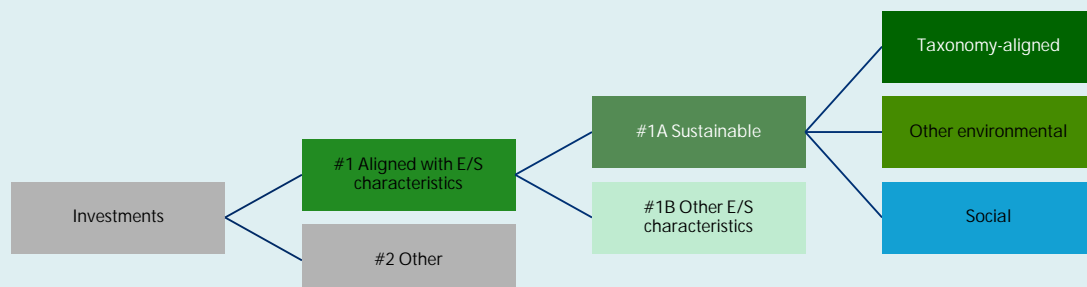 Investments
#1 Aligned with E/S
characteristics
#2 Other
#1A Sustainable
#1B Other E/S
characteristics
Taxonomy-aligned
Other environmental
Social